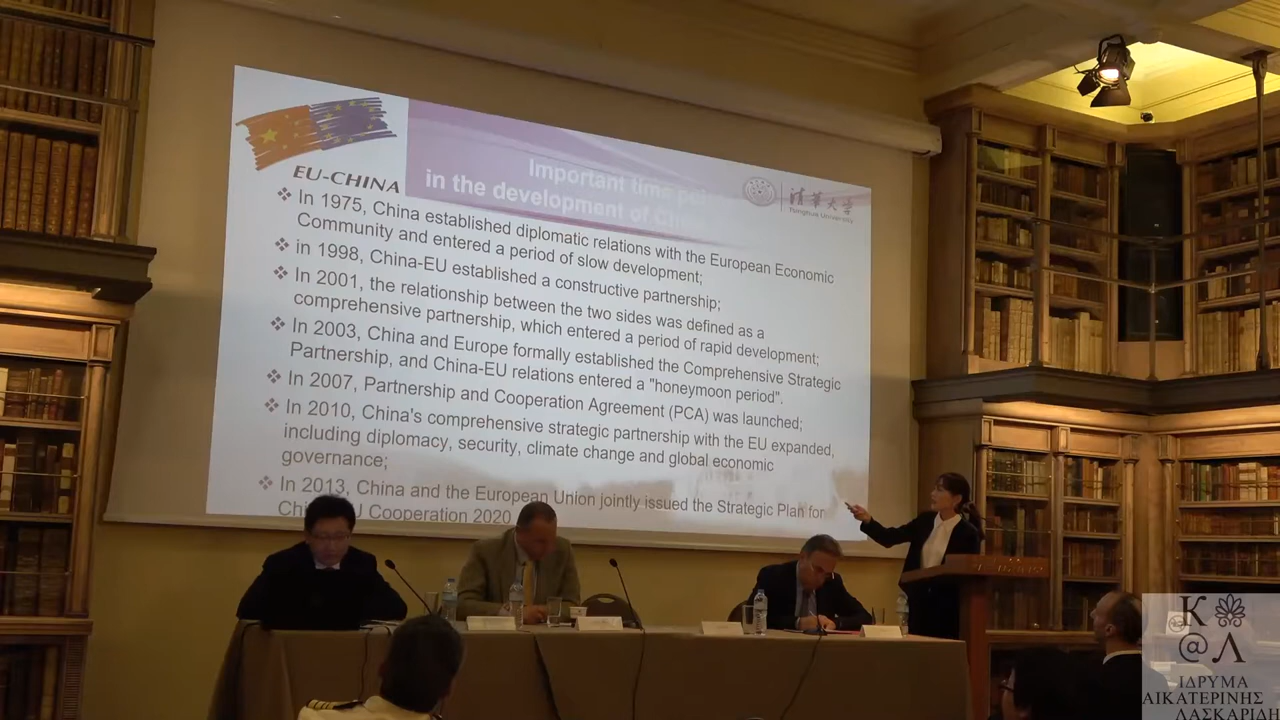 EU-CHINA
Important time
in the development of
清华大学
Tsinghua University
❖ In 1975, China established diplomatic relations with the European Economic
Community and entered a period of slow development;
❖ in 1998, China-EU established a constructive partnership;
❖ In 2001, the relationship between the two sides was defined as a
comprehensive partnership, which entered a period of rapid development;
❖ In 2003, China and Europe formally established the Comprehensive Strategic
Partnership, and China-EU relations entered a "honeymoon period".
❖ In 2007, Partnership and Cooperation Agreement (PCA) was launched;
❖ In 2010, China's comprehensive strategic partnership with the EU expanded,
including diplomacy, security, climate change and global economic
governance;
❖ In 2013, China and the European Union jointly issued the Strategic Plan for
Cooperation 2020
Κ
@ Λ
ΙΔΡΥΜΑ
ΑΙΚΑΤΕΡΙΝΗΣ
ΛΑΣΚΑΡΙΔΗ